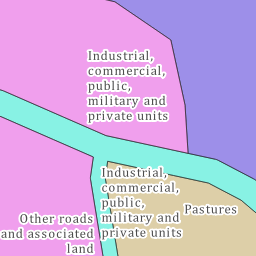 Industrial,
commercial,
public,
military and
private units
Industrial,
commercial,
public,
military and
private units
Pastures
Other roads
and associated
land